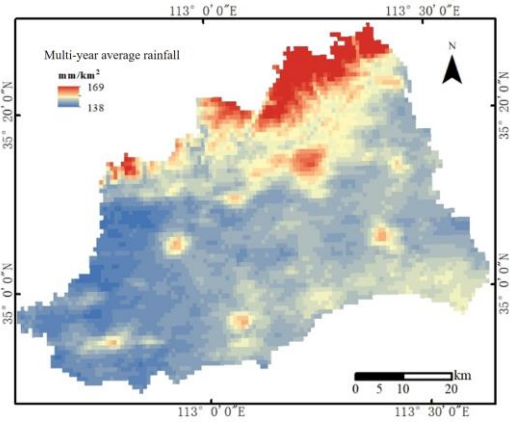 113° 0′0″E 113° 30′0″E
Multi-year average rainfall
mm/km²
169
138
N
35° 20′0″N 35° 20′0″N
35° 0′0″N 35° 0′0″N
km
0 5 10 20
113° 0′0″E 113° 30′0″E